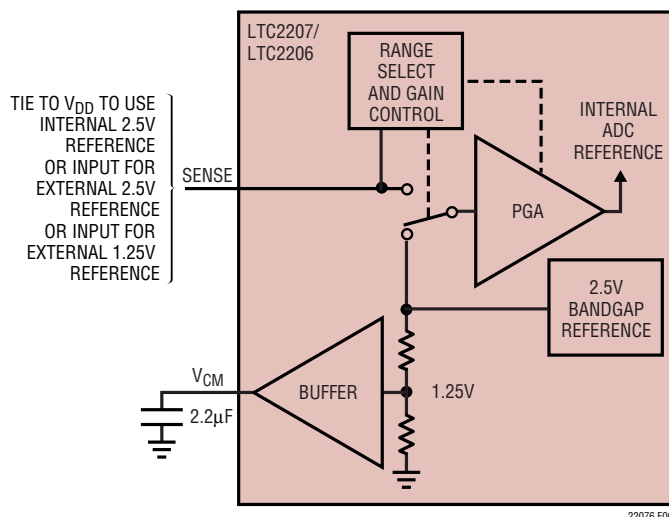 LTC2207/
LTC2206
RANGE
SELECT
AND GAIN
CONTROL
TIE TO VDD TO USE
INTERNAL 2.5V
REFERENCE
OR INPUT FOR
EXTERNAL 2.5V
REFERENCE
OR INPUT FOR
EXTERNAL 1.25V
REFERENCE
SENSE
INTERNAL
ADC
REFERENCE
PGA
2.5V
BANDGAP
REFERENCE
VCM
BUFFER
1.25V
2.2µF